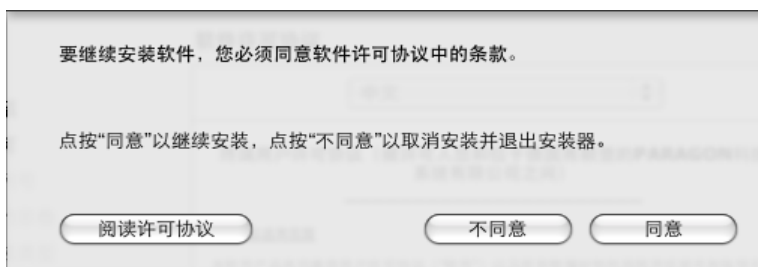 要继续安装软件，您必须同意软件许可协议中的条款。
中文
点按“同意”以继续安装，点按“不同意”以取消安装并退出安装器。
PARAGON
阅读许可协议
不同意
同意